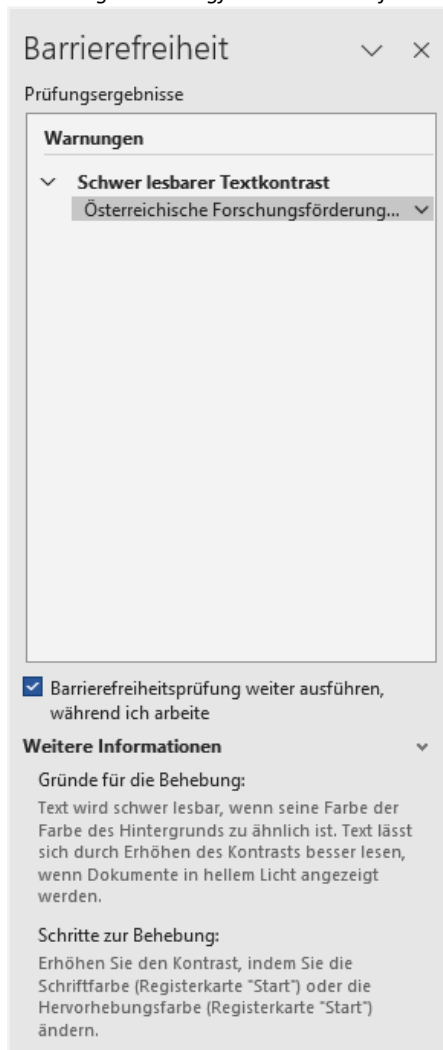 Barrierefreiheit
Prüfungsergebnisse
Warnungen
Schwer lesbarer Textkontrast
Österreichische Forschungsförderung...
Barrierefreiheitsprüfung weiter ausführen,
während ich arbeite
Weitere Informationen
Gründe für die Behebung:
Text wird schwer lesbar, wenn seine Farbe der
Farbe des Hintergrunds zu ähnlich ist. Text lässt
sich durch Erhöhen des Kontrasts besser lesen,
wenn Dokumente in hellem Licht angezeigt
werden.
Schritte zur Behebung:
Erhöhen Sie den Kontrast, indem Sie die
Schriftfarbe (Registerkarte "Start") oder die
Hervorhebungsfarbe (Registerkarte "Start")
ändern.